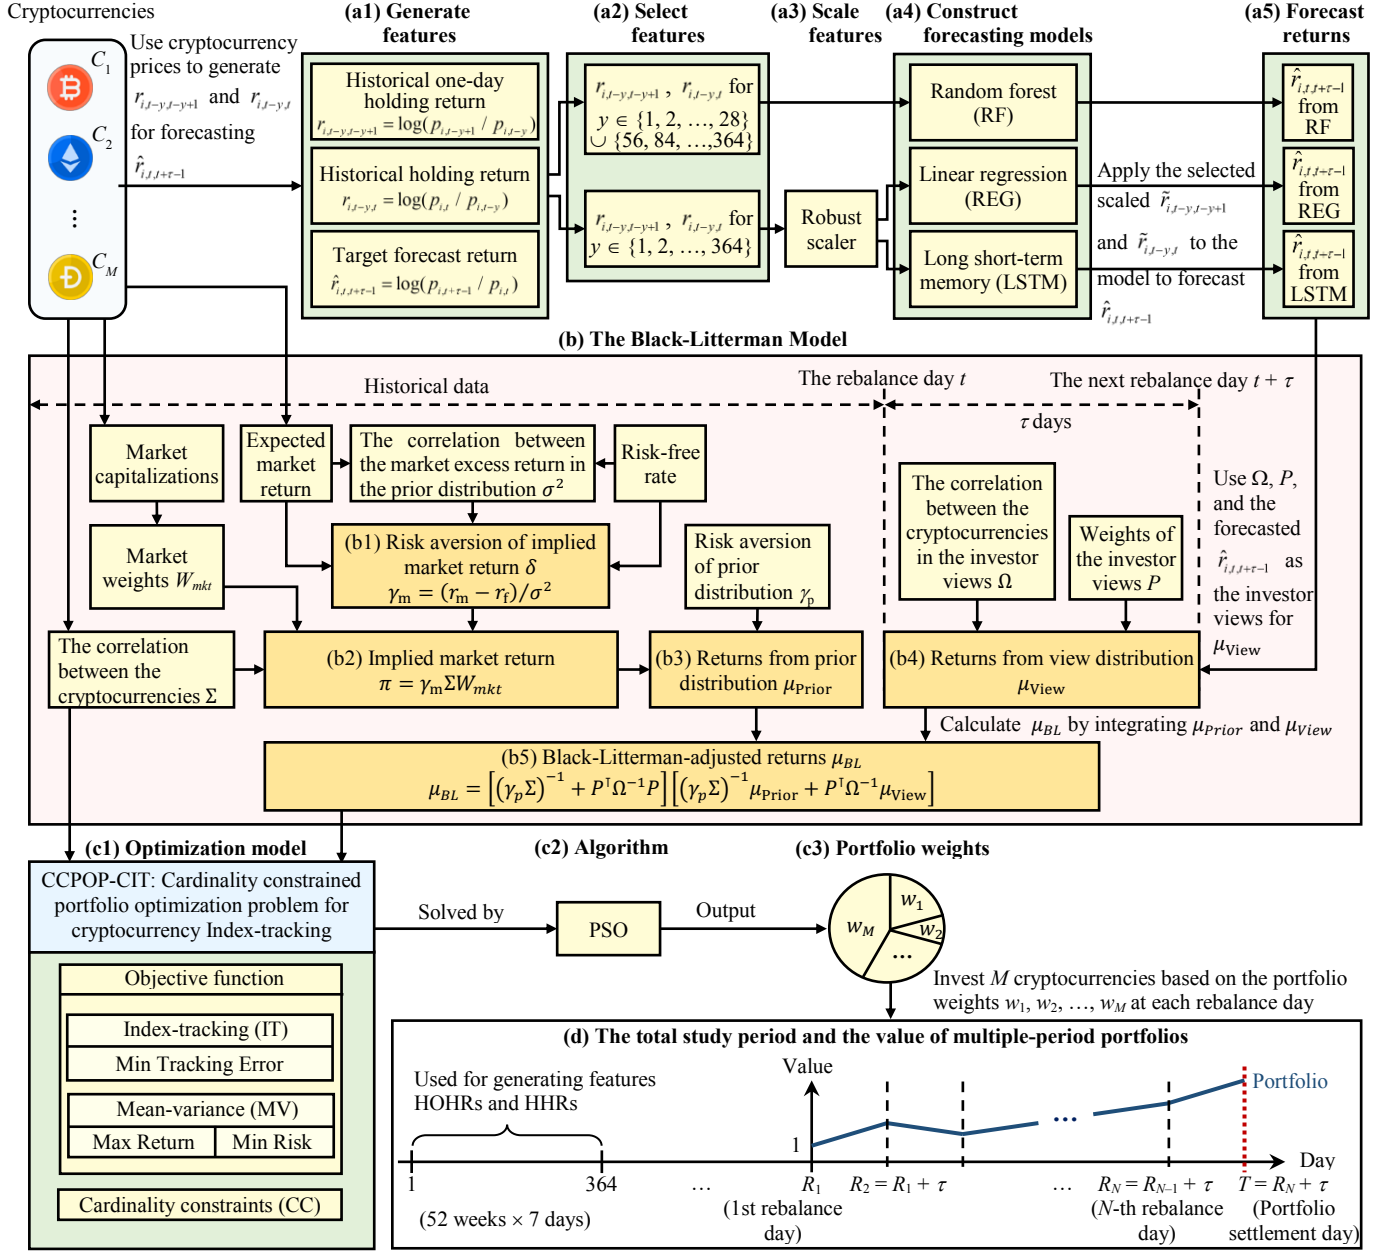 Cryptocurrencies
C1
C2
⋮
CM
Use cryptocurrency
prices to generate
r i,t−y,t−y+1 and r i,t−y,t
for forecasting
r̂ i,t,t+τ−1
(a1) Generate
features
Historical one-day
holding return
r i,t−y,t−y+1 = log(p i,t−y+1 / p i,t−y)
Historical holding return
r i,t−y,t = log(p i,t / p i,t−y)
Target forecast return
r̂ i,t,t+τ−1 = log(p i,t+τ−1 / p i,t)
(a2) Select
features
r i,t−y,t−y+1 , r i,t−y,t for
y ∈ {1, 2, …, 28}
∪ {56, 84, …,364}
r i,t−y,t−y+1 , r i,t−y,t for
y ∈ {1, 2, …, 364}
(a3) Scale
features
Robust
scaler
(a4) Construct
forecasting models
Random forest
(RF)
Linear regression
(REG)
Long short-term
memory (LSTM)
Apply the selected
scaled r̃ i,t−y,t−y+1
and r̃ i,t−y,t to the
model to forecast
r̂ i,t,t+τ−1
(a5) Forecast
returns
r̂ i,t,t+τ−1
from
RF
r̂ i,t,t+τ−1
from
REG
r̂ i,t,t+τ−1
from
LSTM
(b) The Black-Litterman Model
Historical data
The rebalance day t
The next rebalance day t + τ
τ days
Market
capitalizations
Expected
market
return
The correlation between
the market excess return in
the prior distribution σ²
Risk-free
rate
Market
weights Wmkt
(b1) Risk aversion of implied
market return δ
γm = (rm − rf)/σ²
Risk aversion
of prior
distribution γp
The correlation
between the
cryptocurrencies
in the investor
views Ω
Weights of
the investor
views P
Use Ω, P,
and the
forecasted
r̂ i,t,t+τ−1 as
the investor
views for
μView
The correlation
between the
cryptocurrencies Σ
(b2) Implied market return
π = γmΣWmkt
(b3) Returns from prior
distribution μPrior
(b4) Returns from view distribution
μView
Calculate μBL by integrating μPrior and μView
(b5) Black-Litterman-adjusted returns μBL
μBL = [(γpΣ)⁻¹ + PᵀΩ⁻¹P][(γpΣ)⁻¹μPrior + PᵀΩ⁻¹μView]
(c1) Optimization model
CCPOP-CIT: Cardinality constrained
portfolio optimization problem for
cryptocurrency Index-tracking
Objective function
Index-tracking (IT)
Min Tracking Error
Mean-variance (MV)
Max Return
Min Risk
Cardinality constraints (CC)
Solved by
(c2) Algorithm
PSO
Output
(c3) Portfolio weights
w1
w2
…
wM
Invest M cryptocurrencies based on the portfolio
weights w1, w2, …, wM at each rebalance day
(d) The total study period and the value of multiple-period portfolios
Value
Portfolio
Used for generating features
HOHRs and HHRs
…
1
Day
1
364
…
R1
R2 = R1 + τ
…
RN = RN−1 + τ
T = RN + τ
(52 weeks × 7 days)
(1st rebalance
day)
(N-th rebalance
day)
(Portfolio
settlement day)